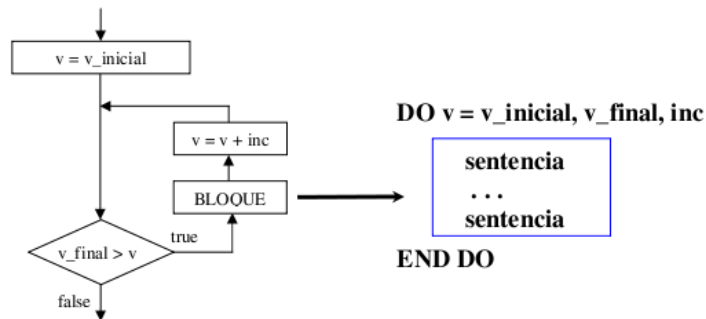 v = v_inicial
v = v + inc
BLOQUE
v_final > v
true
false
DO v = v_inicial, v_final, inc
sentencia
. . .
sentencia
END DO